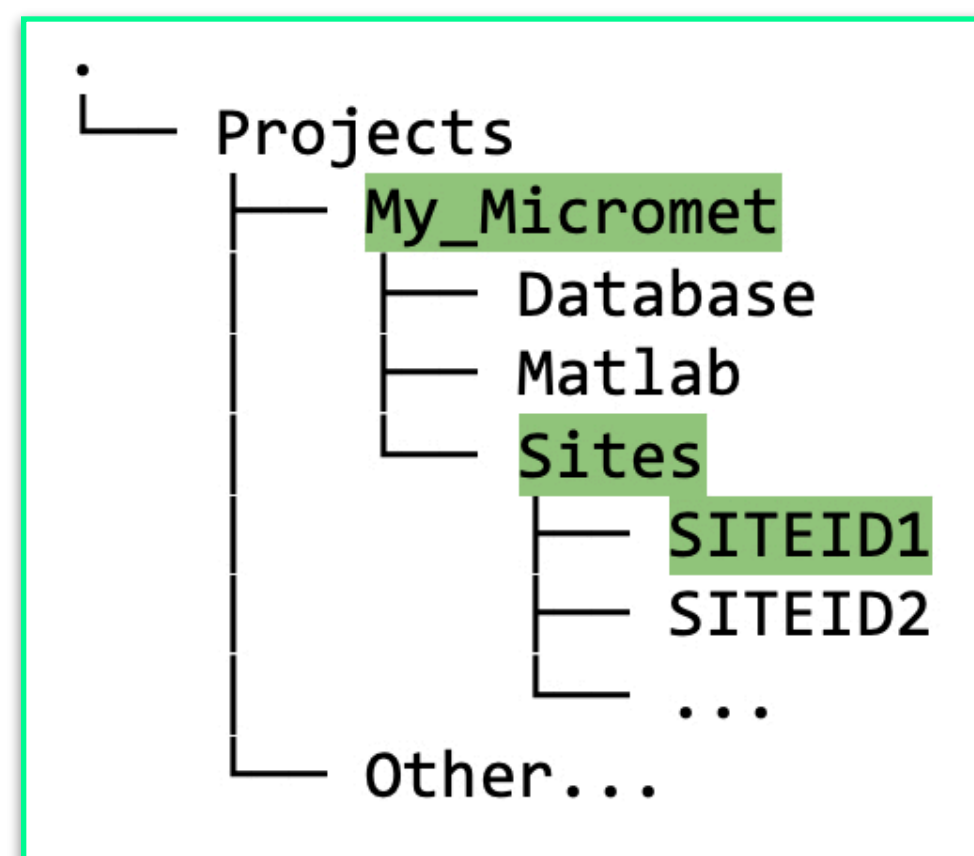 .
Projects
My_Micromet
Database
Matlab
Sites
SITEID1
SITEID2
...
Other...